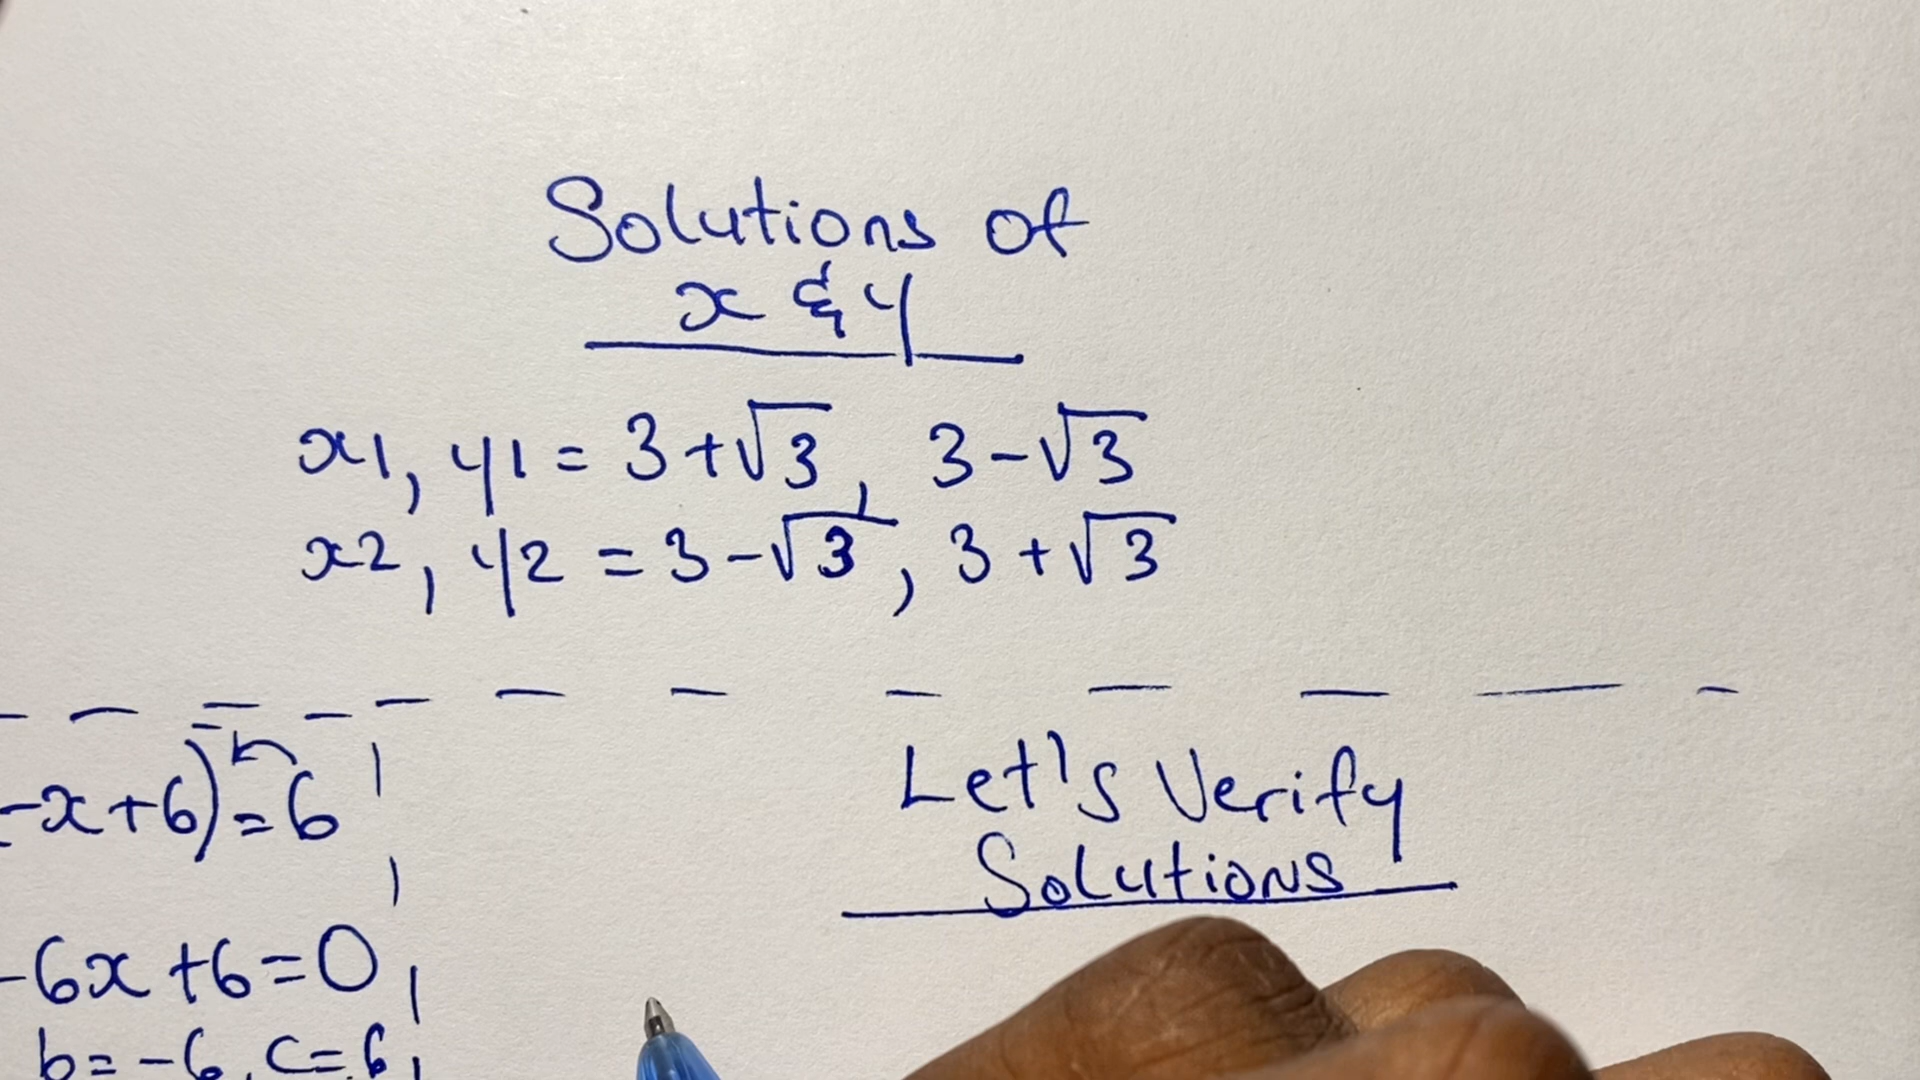 Solutions of
x & y
x1, y1 = 3+√3, 3-√3
x2, y2 = 3-√3, 3+√3
-x+6)=6
Let's Verify
Solutions
-6x+6=0
b=-6, c=6